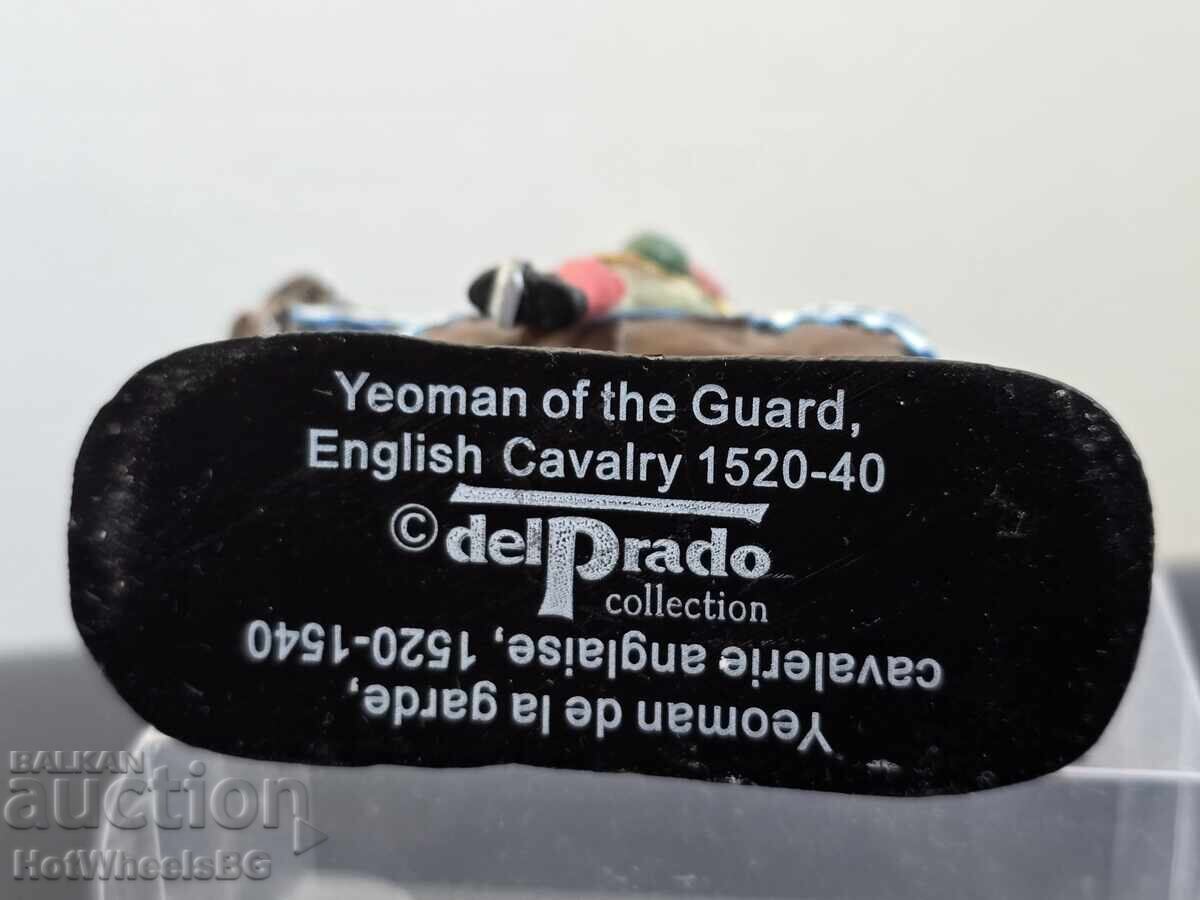 Yeoman of the Guard,
English Cavalry 1520-40
© delPrado
collection
Yeoman de la garde,
cavalerie anglaise, 1520-1540
BALKAN
auction
HotWheelsBG